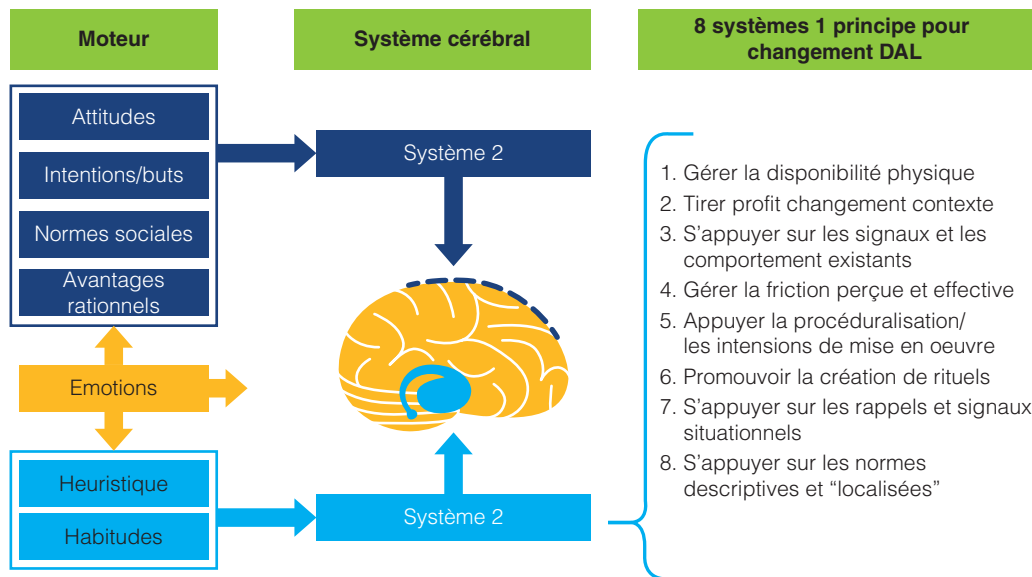 Moteur
Système cérébral
8 systèmes 1 principe pour
changement DAL
Attitudes
Intentions/buts
Normes sociales
Avantages
rationnels
Emotions
Heuristique
Habitudes
Système 2
Système 2
1. Gérer la disponibilité physique
2. Tirer profit changement contexte
3. S'appuyer sur les signaux et les
comportement existants
4. Gérer la friction perçue et effective
5. Appuyer la procéduralisation/
les intensions de mise en oeuvre
6. Promouvoir la création de rituels
7. S'appuyer sur les rappels et signaux
situationnels
8. S'appuyer sur les normes
descriptives et “localisées”